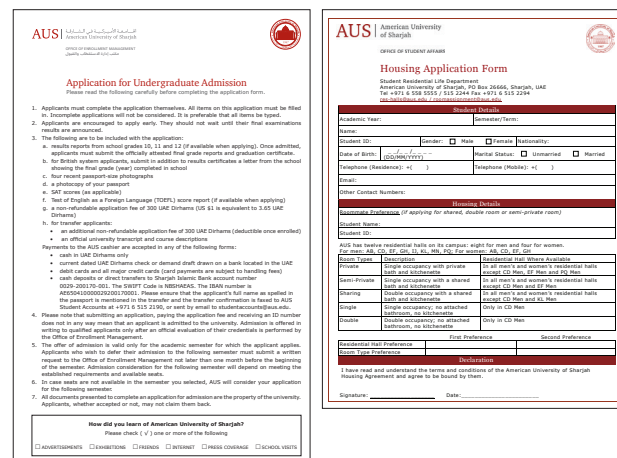 AUS
American University of Sharjah
OFFICE OF ENROLLMENT MANAGEMENT
Application for Undergraduate Admission
Please read the following carefully before completing the application form.
1. Applicants must complete the application themselves. All items on this application must be filled
in. Incomplete applications will not be considered. It is preferable that all items be typed.
2. Applicants are encouraged to apply early. They should not wait until their final examinations
results are announced.
3. The following are to be included with the application:
a. results reports from school grades 10, 11 and 12 (if available when applying). Once admitted,
applicants must submit the officially attested final grade reports and graduation certificate.
b. for British system applicants, submit in addition to results certificates a letter from the school
showing the final grade (year) completed in school
c. four recent passport-size photographs
d. a photocopy of your passport
e. SAT scores (as applicable)
f. Test of English as a Foreign Language (TOEFL) score report (if available when applying)
g. a non-refundable application fee of 300 UAE Dirhams (US $1 is equivalent to 3.65 UAE
Dirhams)
h. for transfer applicants:
• an additional non-refundable application fee of 300 UAE Dirhams (deductible once enrolled)
• an official university transcript and course descriptions
Payments to the AUS cashier are accepted in any of the following forms:
• cash in UAE Dirhams only
• current dated UAE Dirhams check or demand draft drawn on a bank located in the UAE
• debit cards and all major credit cards (payments are subject to handling fees)
• cash deposits or direct transfers to Sharjah Islamic Bank account number
0029-200170-001. The SWIFT Code is NBSHAEAS. The IBAN number is
Please ensure that the applicant's full name as spelled in
the passport is mentioned in the transfer and the transfer confirmation is faxed to AUS
Student Accounts at +971 6 515 2190, or sent by email to studentaccounts@aus.edu.
4. Please note that submitting an application, paying the application fee and receiving an ID number
does not in any way mean that an applicant is admitted to the university. Admission is offered in
writing to qualified applicants only after an official evaluation of their credentials is performed by
the Office of Enrollment Management.
5. The offer of admission is valid only for the academic semester for which the applicant applies.
Applicants who wish to defer their admission to the following semester must submit a written
request to the Office of Enrollment Management not later than one month before the beginning
of the semester. Admission consideration for the following semester will depend on meeting the
established requirements and available seats.
6. In case seats are not available in the semester you selected, AUS will consider your application
for the following semester.
7. All documents presented to complete an application for admission are the property of the university.
Applicants, whether accepted or not, may not claim them back.
How did you learn of American University of Sharjah?
Please check ( √ ) one or more of the following
☐ ADVERTISEMENTS ☐ EXHIBITIONS ☐ FRIENDS ☐ INTERNET ☐ PRESS COVERAGE ☐ SCHOOL VISITS
AUS
American University
of Sharjah
OFFICE OF STUDENT AFFAIRS
Housing Application Form
Student Residential Life Department
American University of Sharjah, PO Box 26666, Sharjah, UAE
Tel +971 6 558 5555 / 515 2244 Fax +971 6 515 2294
res-halls@aus.edu / roomassignment@aus.edu
Student Details
Academic Year: Semester/Term:
Name:
Student ID: Gender: ☐ Male ☐ Female Nationality:
Date of Birth: _ _/_ _/_ _ _ _
(DD/MM/YYYY)
Marital Status: ☐ Unmarried ☐ Married
Telephone (Residence): +( ) Telephone (Mobile): +( )
Email:
Other Contact Numbers:
Housing Details
Roommate Preference (if applying for shared, double room or semi-private room)
Student Name:
Student ID:
AUS has twelve residential halls on its campus: eight for men and four for women.
For men: AB, CD, EF, GH, IJ, KL, MN, PQ; For women: AB, CD, EF, GH
Room Types Description Residential Hall Where Available
Private Single occupancy with private
bath and kitchenette
In all men's and women's residential halls
except CD Men, EF Men and PQ Men
Semi-Private Single occupancy with a shared
bath and kitchenette
In all men's and women's residential halls
except CD Men, EF Men
Sharing Double occupancy with a shared
bath and kitchenette
In all men's and women's residential halls
except CD Men and KL Men
Single Single occupancy; no attached
bathroom, no kitchenette
Only in CD Men
Double Double occupancy; no attached
bathroom, no kitchenette
Only in CD Men
First Preference Second Preference
Residential Hall Preference
Room Type Preference
Declaration
I have read and understand the terms and conditions of the American University of Sharjah
Housing Agreement and agree to be bound by them.
Signature: Date: